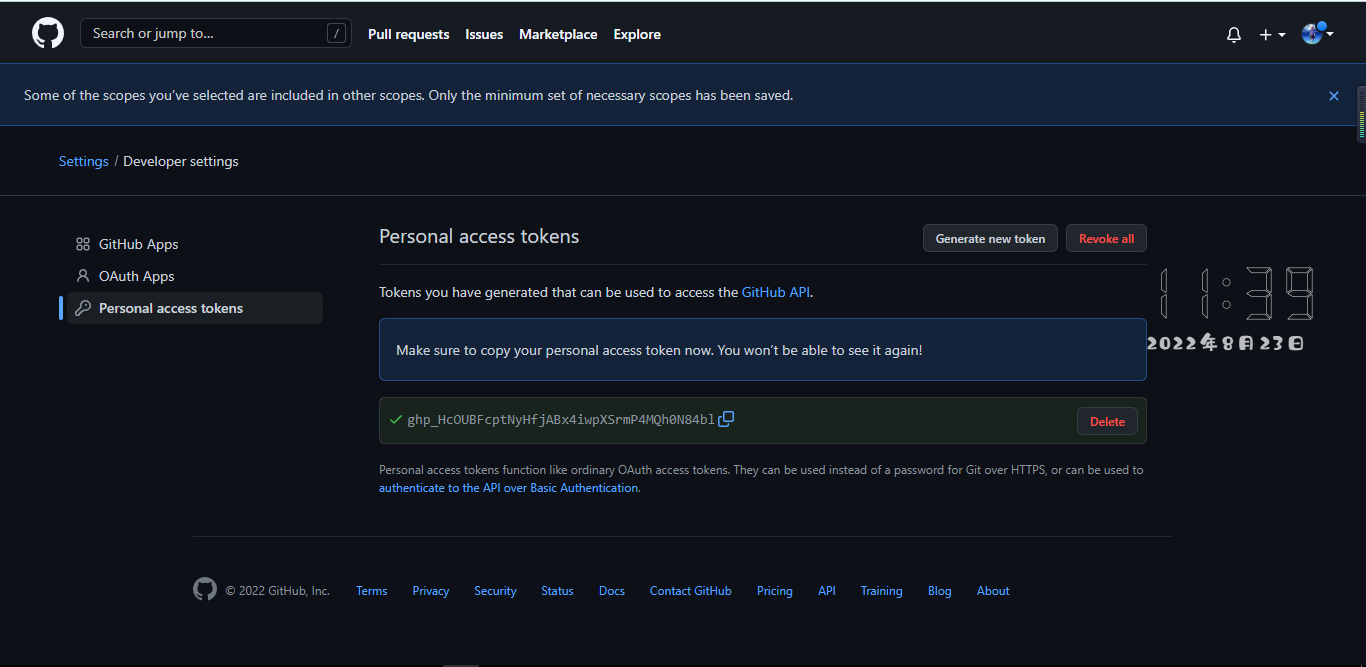 Search or jump to...
/
Pull requests
Issues
Marketplace
Explore
Some of the scopes you've selected are included in other scopes. Only the minimum set of necessary scopes has been saved.
Settings / Developer settings
GitHub Apps
OAuth Apps
Personal access tokens
Personal access tokens
Generate new token
Revoke all
Tokens you have generated that can be used to access the GitHub API.
11:39
2022年8月23日
Make sure to copy your personal access token now. You won't be able to see it again!
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
Delete
Personal access tokens function like ordinary OAuth access tokens. They can be used instead of a password for Git over HTTPS, or can be used to
authenticate to the API over Basic Authentication.
© 2022 GitHub, Inc.
Terms
Privacy
Security
Status
Docs
Contact GitHub
Pricing
API
Training
Blog
About